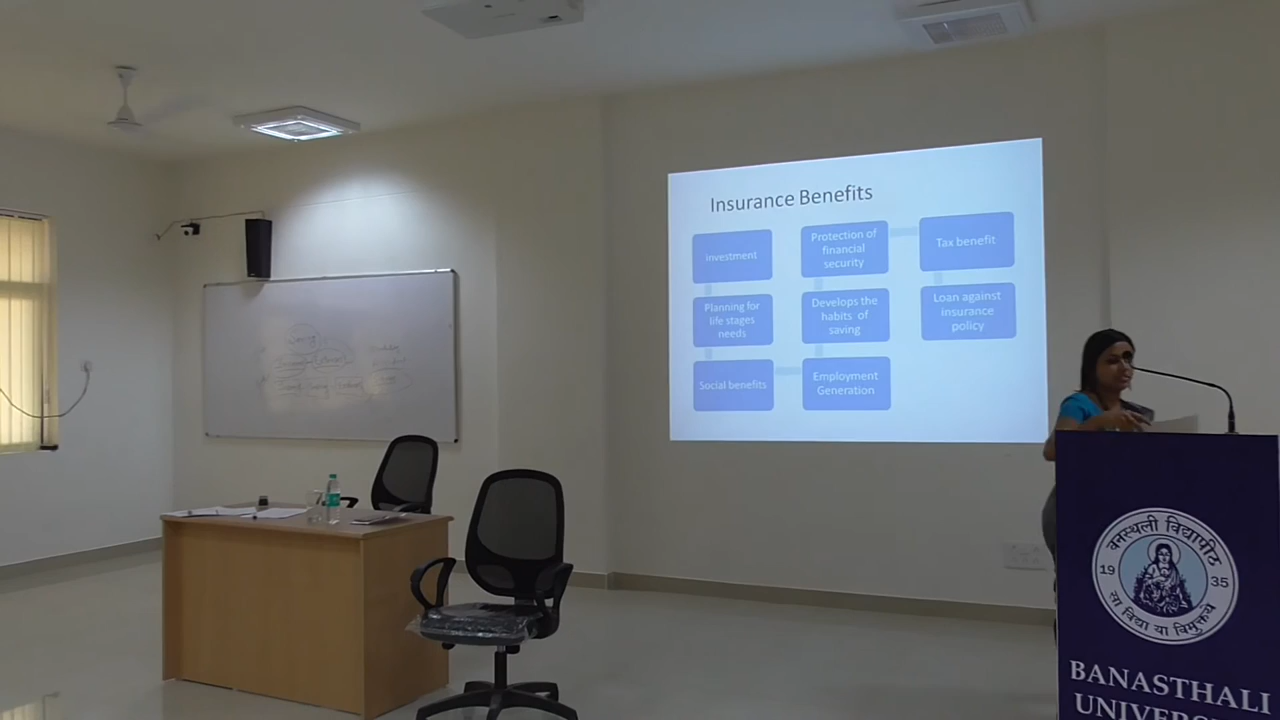 Insurance Benefits
investment
Planning for
life stages
needs
Social benefits
Employment
Generation
Develops the
habits of
saving
Protection of
financial
security
Tax benefit
Loan against
insurance
policy
वनस्थली विद्यापीठ
19 35
सा विद्या या विमुक्तये
BANASTHALI